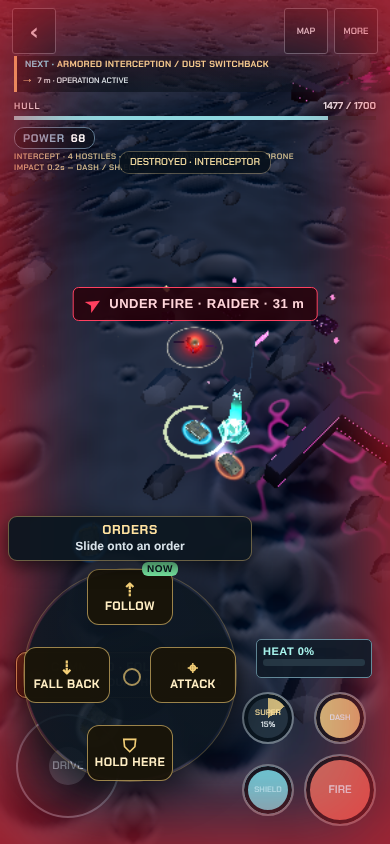 ‹
MAP
MORE
NEXT · ARMORED INTERCEPTION / DUST SWITCHBACK
→ 7 m · OPERATION ACTIVE
HULL
1477 / 1700
POWER 68
INTERCEPT · 4 HOSTILES ·
DRONE
IMPACT 0.2s — DASH / SH
DESTROYED · INTERCEPTOR
UNDER FIRE · RAIDER · 31 m
ORDERS
Slide onto an order
NOW
FOLLOW
FALL BACK
ATTACK
HOLD HERE
DRIVE
HEAT 0%
SUPER
15%
DASH
SHIELD
FIRE